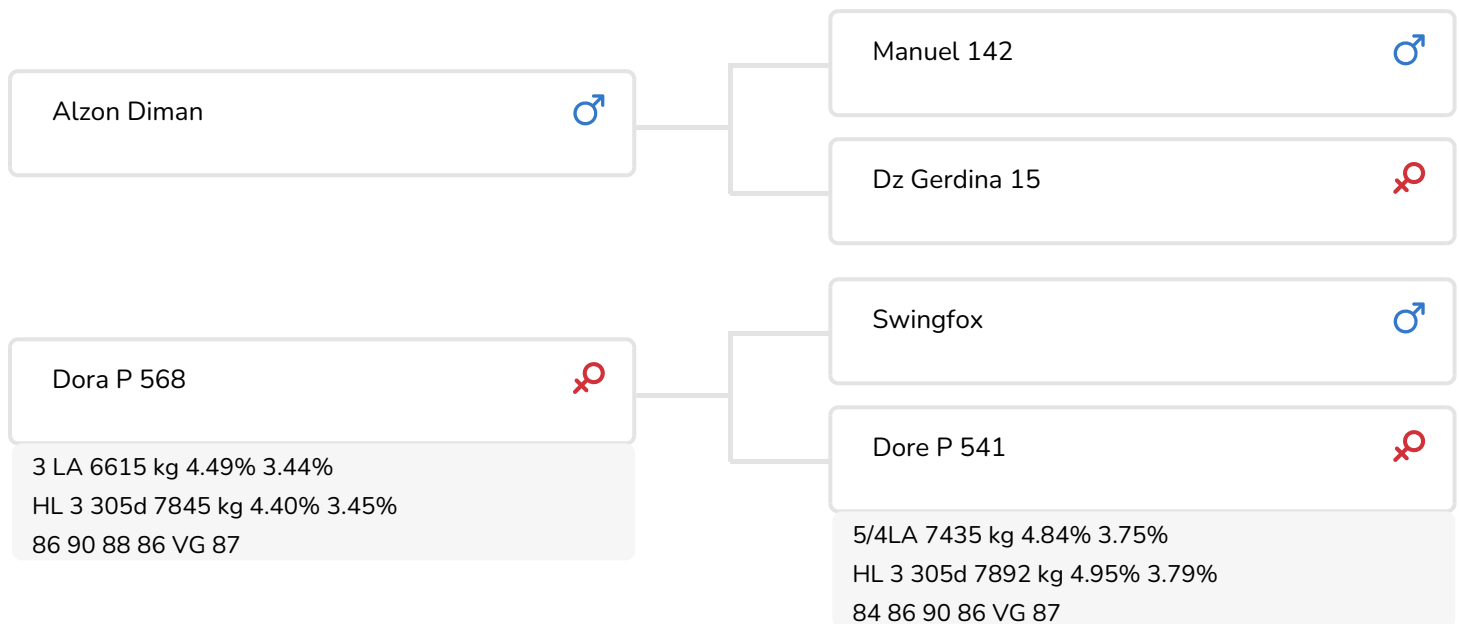 Manuel 142
Alzon Diman
Dz Gerdina 15
Swingfox
Dora P 568
Dore P 541
3 LA 6615 kg 4.49% 3.44%
HL 3 305d 7845 kg 4.40% 3.45%
86 90 88 86 VG 87
5/4LA 7435 kg 4.84% 3.75%
HL 3 305d 7892 kg 4.95% 3.79%
84 86 90 86 VG 87